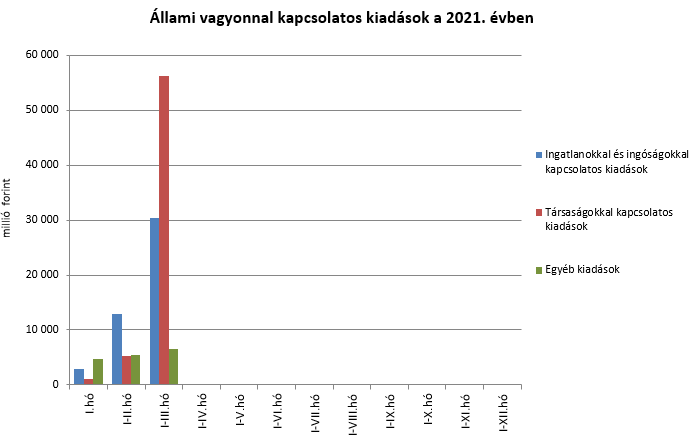 Állami vagyonnal kapcsolatos kiadások a 2021. évben
millió forint
60 000
50 000
40 000
30 000
20 000
10 000
0
I.hó
I-II.hó
I-III.hó
I-IV.hó
I-V.hó
I-VI.hó
I-VII.hó
I-VIII.hó
I-IX.hó
I-X.hó
I-XI.hó
I-XII.hó
Ingatlanokkal és ingóságokkal
kapcsolatos kiadások
Társaságokkal kapcsolatos
kiadások
Egyéb kiadások